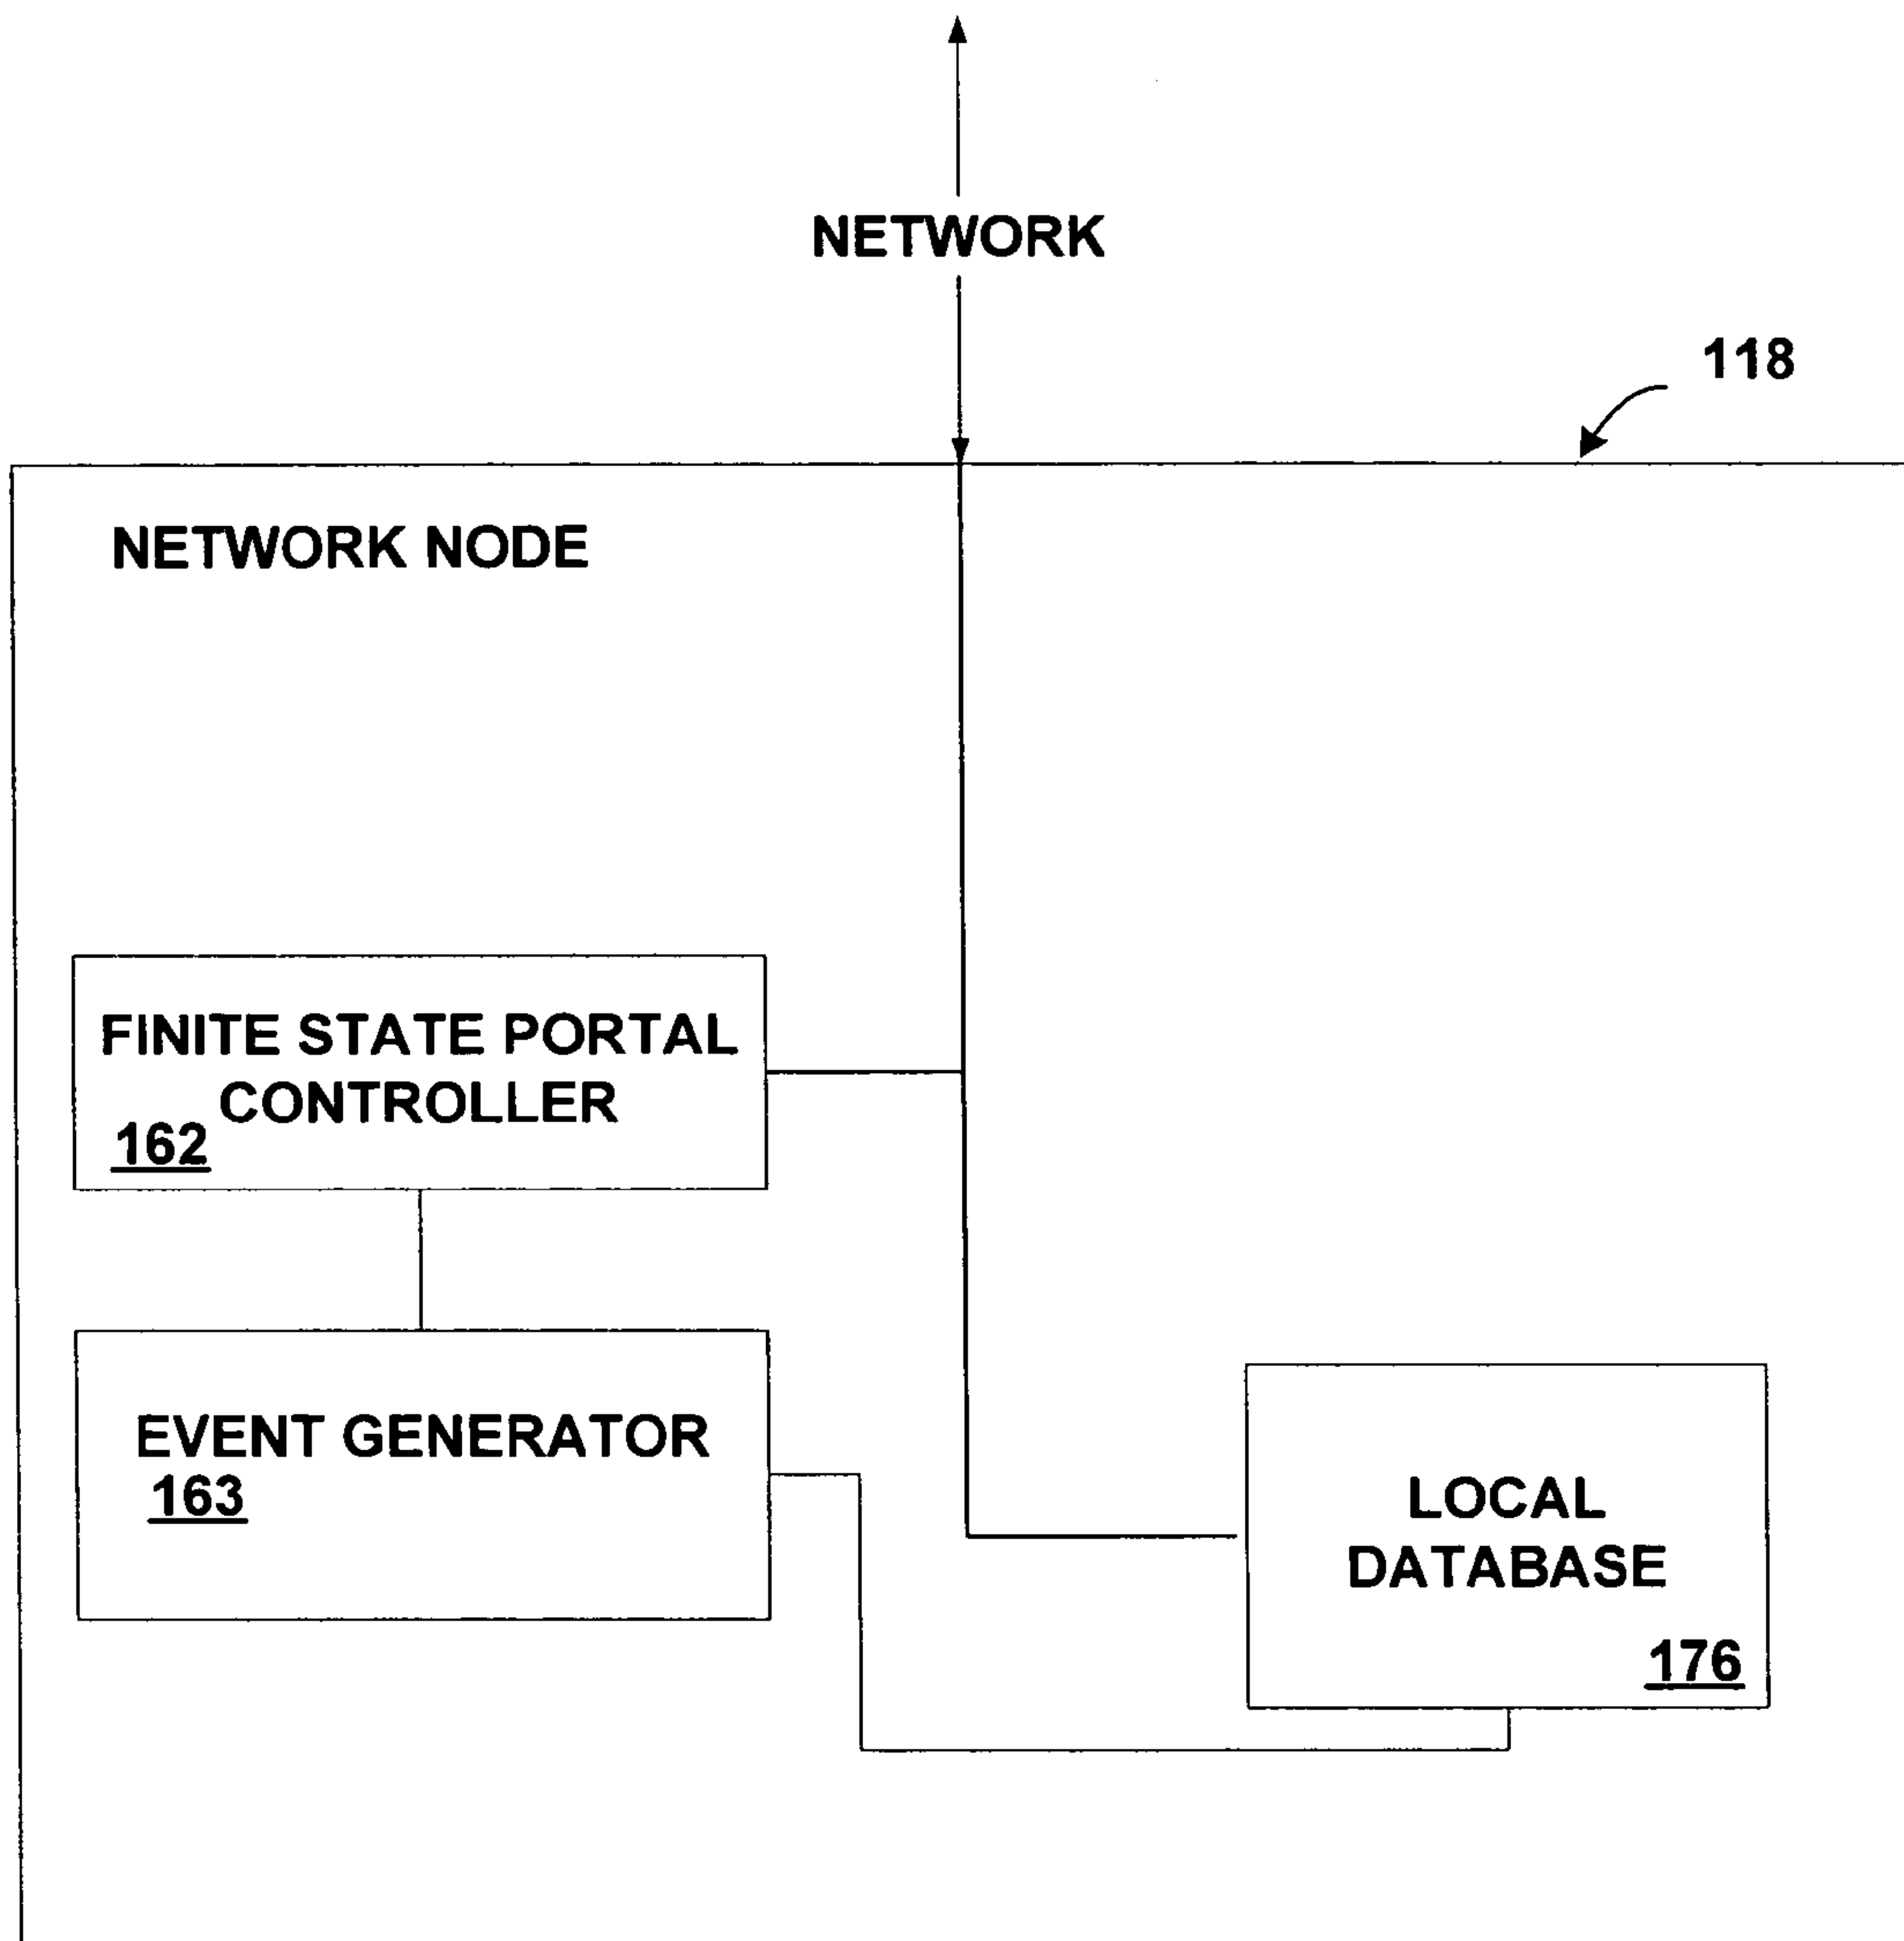 NETWORK
118
NETWORK NODE
FINITE STATE PORTAL
CONTROLLER
162
EVENT GENERATOR
163
LOCAL
DATABASE
176